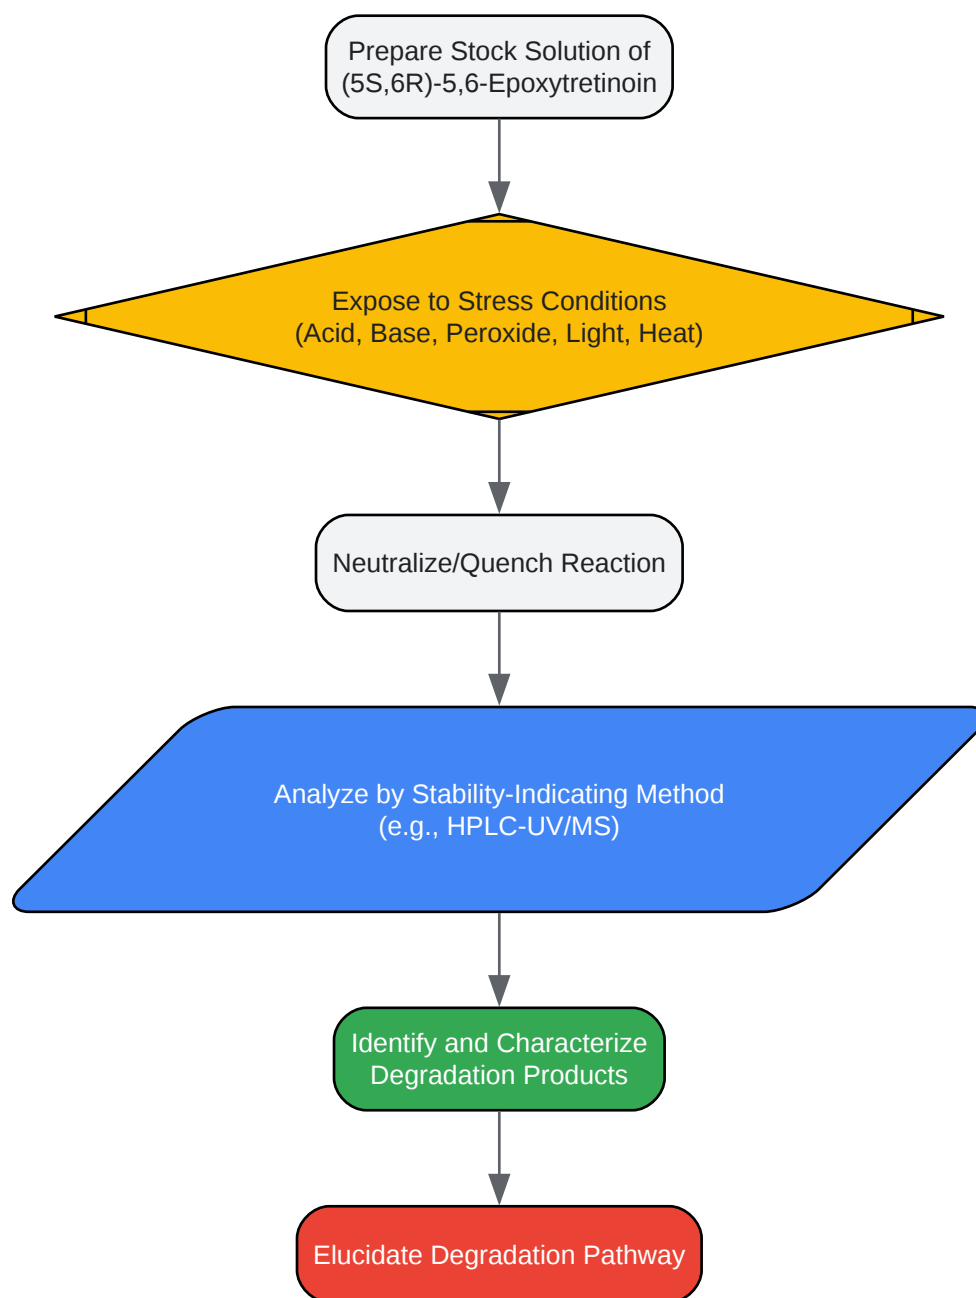 Prepare Stock Solution of
(5S,6R)-5,6-Epoxytretinoin
Expose to Stress Conditions
(Acid, Base, Peroxide, Light, Heat)
Neutralize/Quench Reaction
Analyze by Stability-Indicating Method
(e.g., HPLC-UV/MS)
Identify and Characterize
Degradation Products
Elucidate Degradation Pathway